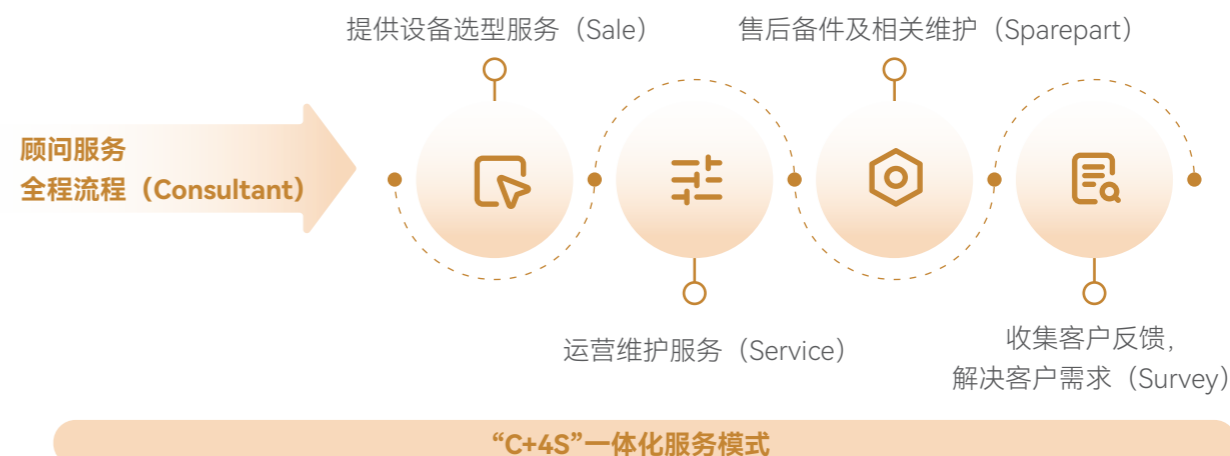 提供设备选型服务（Sale）
售后备件及相关维护（Sparepart）
顾问服务
全程流程（Consultant）
运营维护服务（Service）
收集客户反馈，
解决客户需求（Survey）
“C+4S”一体化服务模式